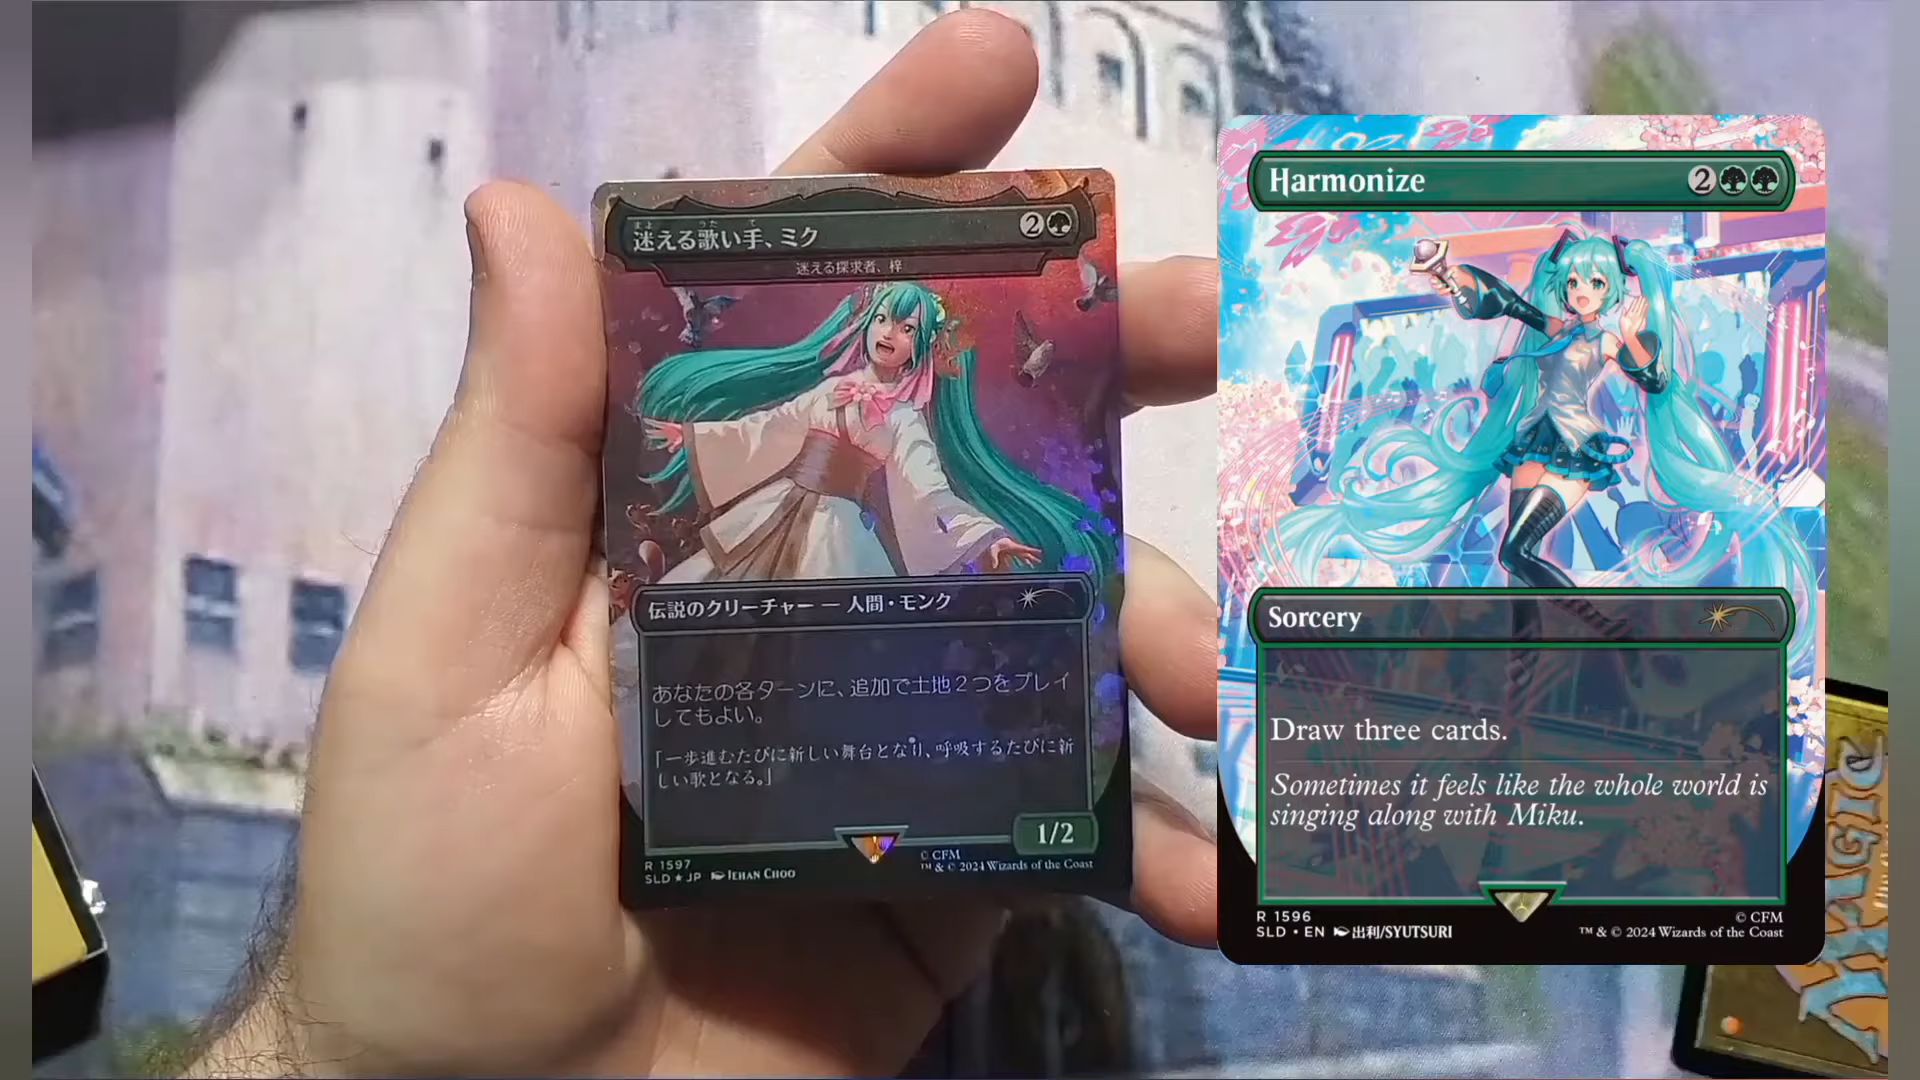 迷える歌い手、ミク
迷える探求者、梓
2
伝説のクリーチャー — 人間・モンク
あなたの各ターンに、追加で土地2つをプレイ
してもよい。
「一歩進むたびに新しい舞台となり、呼吸するたびに新
しい歌となる。」
1/2
R 1597
SLD ★ JP JEHAN CHOO
© CFM
™ & © 2024 Wizards of the Coast
Harmonize
2
Sorcery
Draw three cards.
Sometimes it feels like the whole world is
singing along with Miku.
R 1596
SLD • EN 出利/SYUTSURI
© CFM
™ & © 2024 Wizards of the Coast
MAGIC